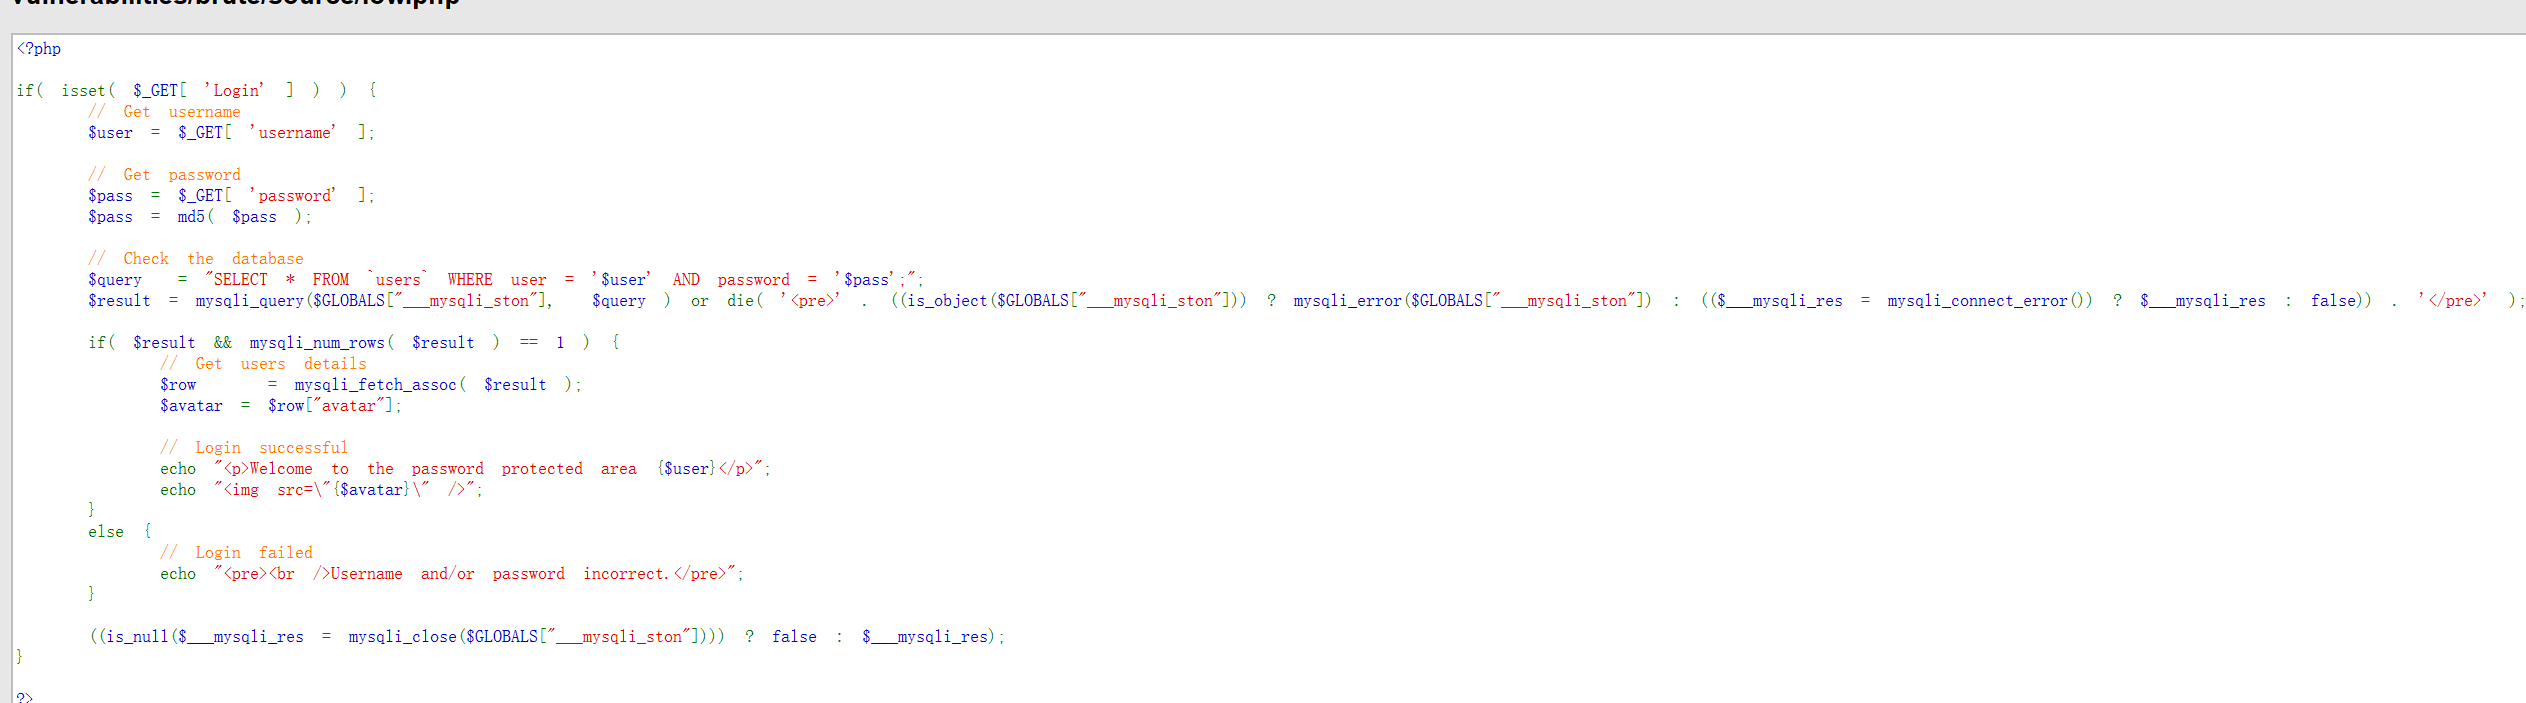 vulnerabilities/brute/source/low.php
<?php
if( isset( $_GET[ 'Login' ] ) ) {
// Get username
$user = $_GET[ 'username' ];
// Get password
$pass = $_GET[ 'password' ];
$pass = md5( $pass );
// Check the database
$query = "SELECT * FROM `users` WHERE user = '$user' AND password = '$pass';";
$result = mysqli_query($GLOBALS["___mysqli_ston"], $query ) or die( '<pre>' . ((is_object($GLOBALS["___mysqli_ston"])) ? mysqli_error($GLOBALS["___mysqli_ston"]) : (($___mysqli_res = mysqli_connect_error()) ? $___mysqli_res : false)) . '</pre>' );
if( $result && mysqli_num_rows( $result ) == 1 ) {
// Get users details
$row = mysqli_fetch_assoc( $result );
$avatar = $row["avatar"];
// Login successful
echo "<p>Welcome to the password protected area {$user}</p>";
echo "<img src=\"{$avatar}\" />";
}
else {
// Login failed
echo "<pre><br />Username and/or password incorrect.</pre>";
}
((is_null($___mysqli_res = mysqli_close($GLOBALS["___mysqli_ston"]))) ? false : $___mysqli_res);
}
?>